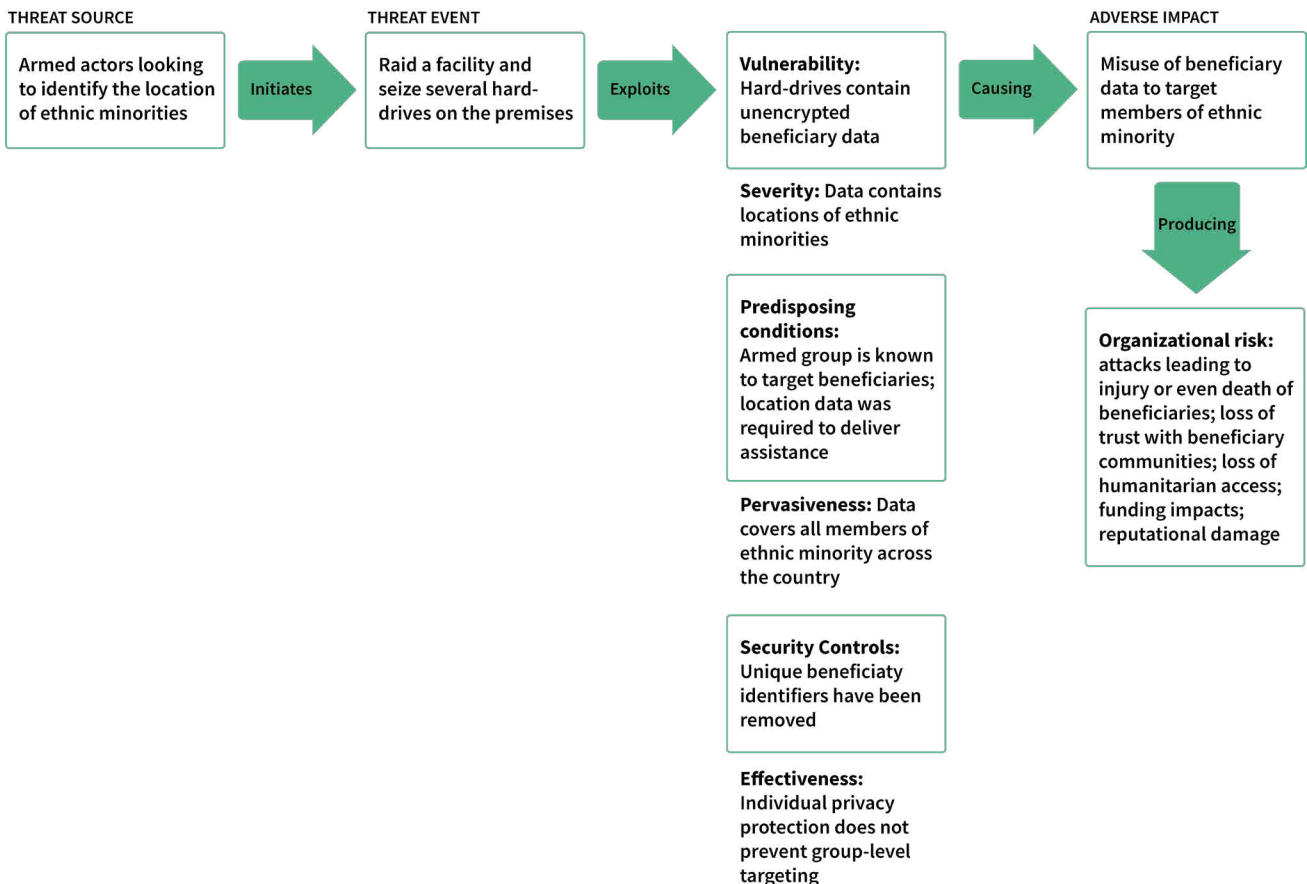 THREAT SOURCE
Armed actors looking
to identify the location
of ethnic minorities
Initiates
THREAT EVENT
Raid a facility and
seize several hard-
drives on the premises
Exploits
Vulnerability:
Hard-drives contain
unencrypted
beneficiary data
Severity: Data contains
locations of ethnic
minorities
Predisposing
conditions:
Armed group is known
to target beneficiaries;
location data was
required to deliver
assistance
Pervasiveness: Data
covers all members of
ethnic minority across
the country
Security Controls:
Unique beneficiaty
identifiers have been
removed
Effectiveness:
Individual privacy
protection does not
prevent group-level
targeting
Causing
ADVERSE IMPACT
Misuse of beneficiary
data to target
members of ethnic
minority
Producing
Organizational risk:
attacks leading to
injury or even death of
beneficiaries; loss of
trust with beneficiary
communities; loss of
humanitarian access;
funding impacts;
reputational damage